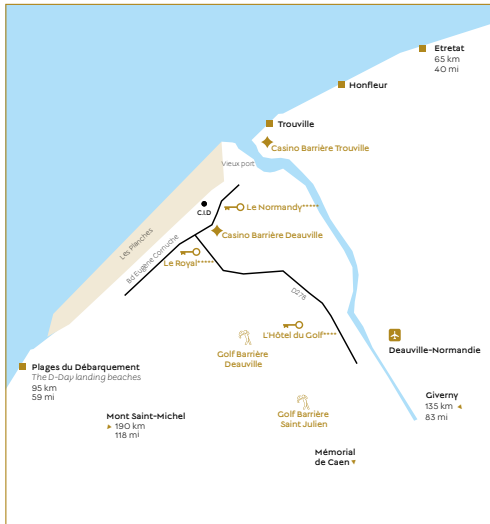 Etretat
65 km
40 mi
Honfleur
Trouville
Casino Barrière Trouville
Vieux port
Le Normandy*****
C.I.D
Casino Barrière Deauville
Les Planches
Bd Eugène Cornuche
Le Royal*****
D278
L'Hôtel du Golf****
Deauville-Normandie
Golf Barrière
Deauville
Plages du Débarquement
The D-Day landing beaches
95 km
59 mi
Giverny
135 km
83 mi
Mont Saint-Michel
190 km
118 mi
Golf Barrière
Saint Julien
Mémorial
de Caen